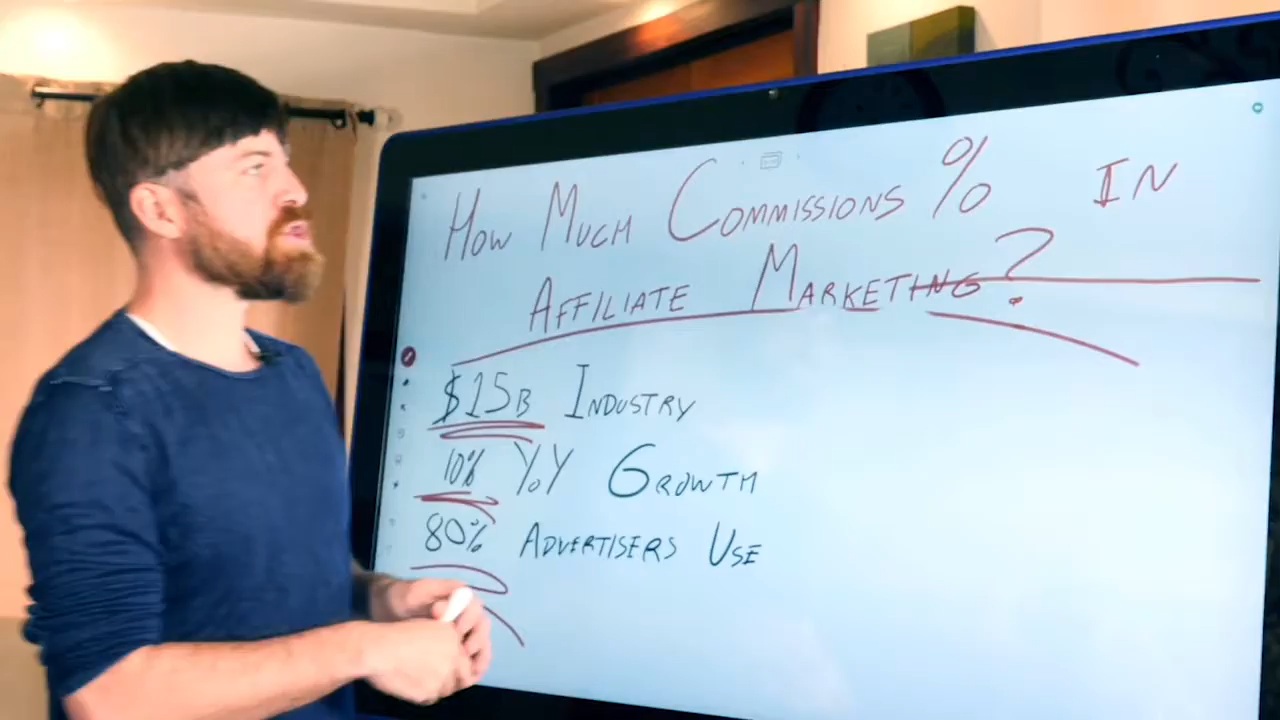 How Much Commissions % in
Affiliate Marketing?
$15B Industry
10% YoY Growth
80% Advertisers Use